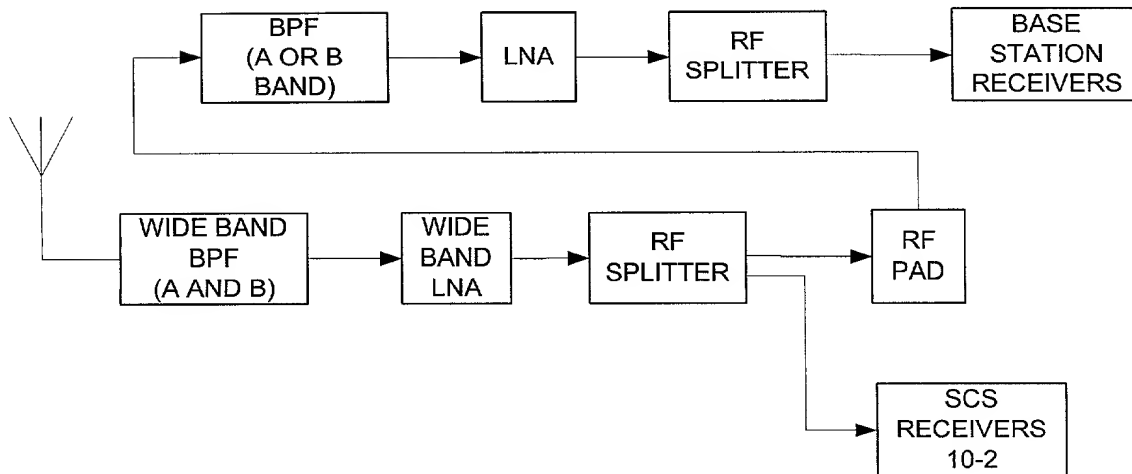 BPF
(A OR B
BAND)
LNA
RF
SPLITTER
BASE
STATION
RECEIVERS
WIDE BAND
BPF
(A AND B)
WIDE
BAND
LNA
RF
SPLITTER
RF
PAD
SCS
RECEIVERS
10-2